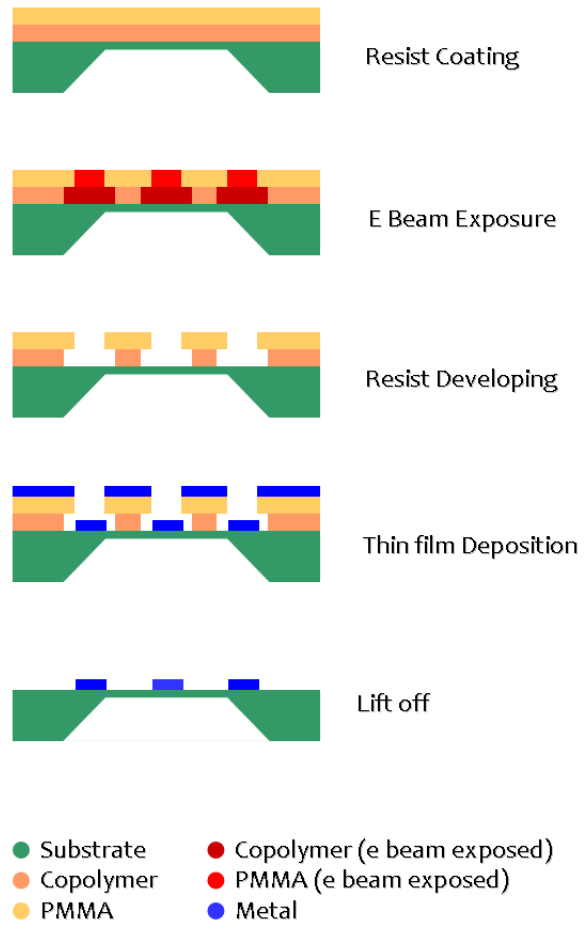 Resist Coating
E Beam Exposure
Resist Developing
Thin film Deposition
Lift off
Substrate
Copolymer
PMMA
Copolymer (e beam exposed)
PMMA (e beam exposed)
Metal